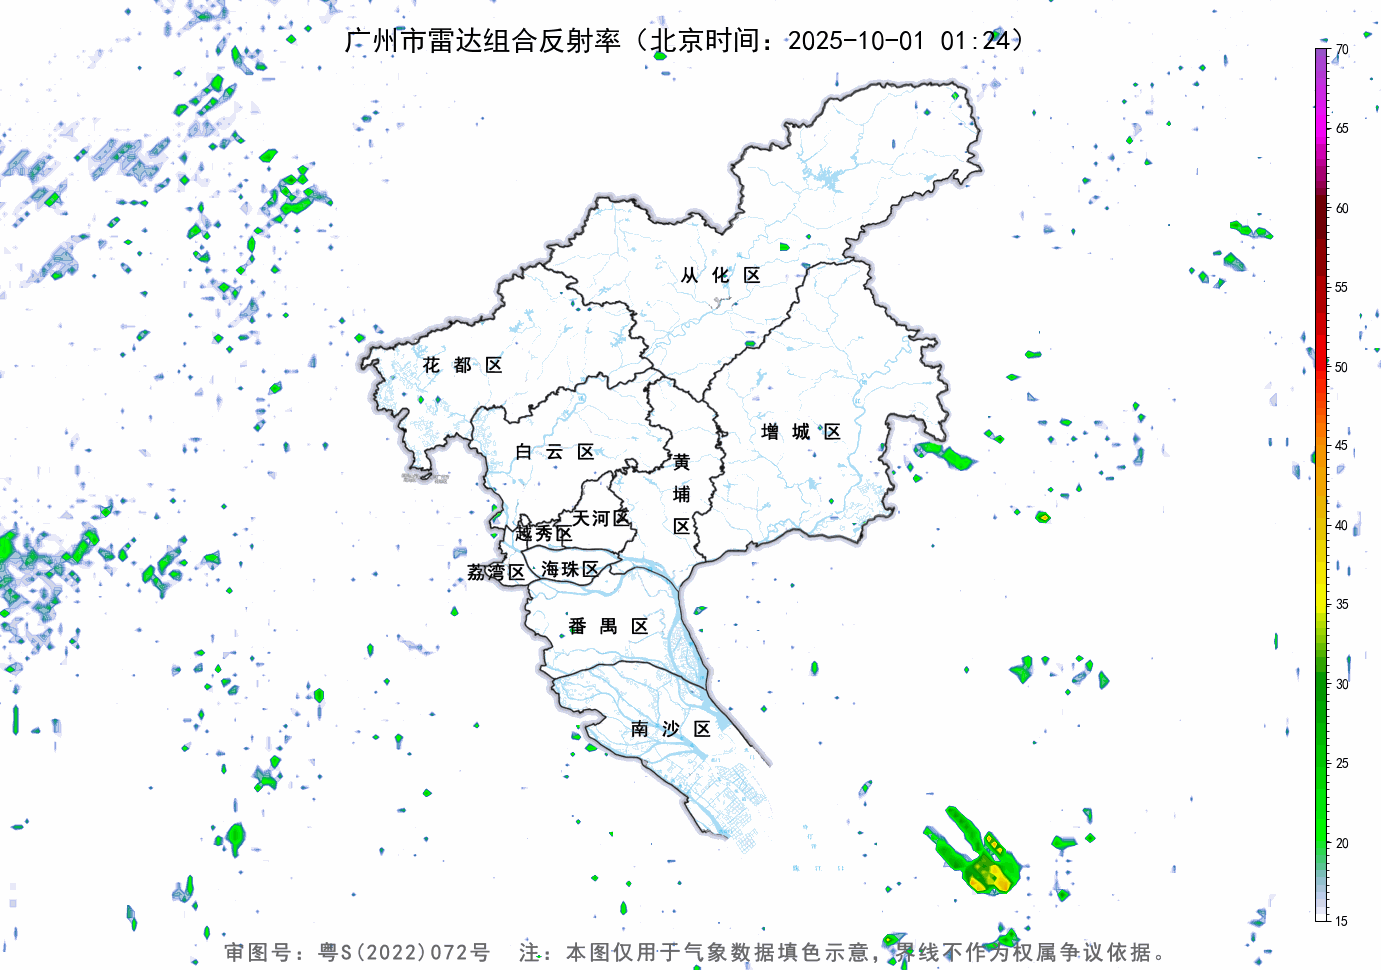 广州市雷达组合反射率（北京时间：2025-10-01 01:24）
70
65
60
55
50
45
40
35
30
25
20
15
从化区
花都区
增城区
白云区
黄埔区
天河区
越秀区
荔湾区
海珠区
番禺区
南沙区
审图号：粤S(2022)072号 注：本图仅用于气象数据填色示意，界线不作为权属争议依据。